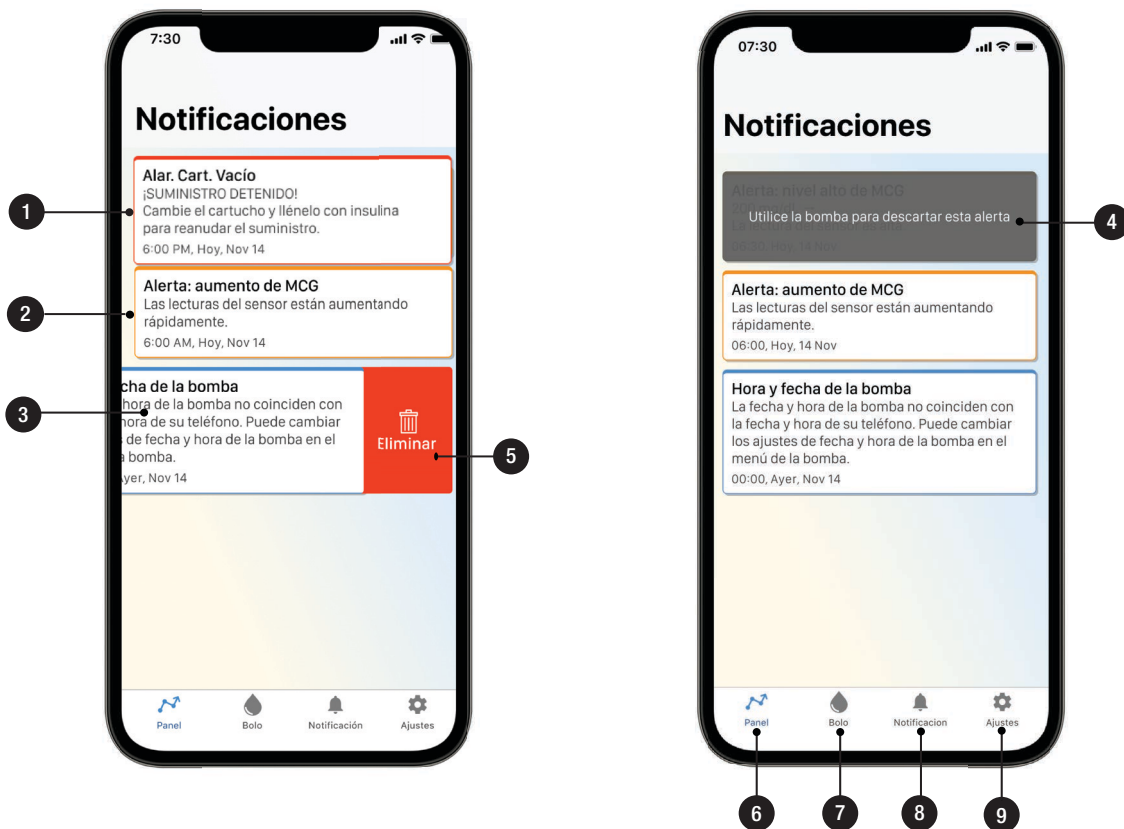 7:30
Notificaciones
Alar. Cart. Vacío
¡SUMINISTRO DETENIDO!
Cambie el cartucho y llénelo con insulina
para reanudar el suministro.
6:00 PM, Hoy, Nov 14
Alerta: aumento de MCG
Las lecturas del sensor están aumentando
rápidamente.
6:00 AM, Hoy, Nov 14
cha de la bomba
hora de la bomba no coinciden con
hora de su teléfono. Puede cambiar
s de fecha y hora de la bomba en el
a bomba.
yer, Nov 14
Eliminar
Panel
Bolo
Notificación
Ajustes
1
2
3
5
07:30
Notificaciones
Alerta: nivel alto de MCG
Utilice la bomba para descartar esta alerta
Alerta: aumento de MCG
Las lecturas del sensor están aumentando
rápidamente.
06:00, Hoy, 14 Nov
Hora y fecha de la bomba
La fecha y hora de la bomba no coinciden con
la fecha y hora de su teléfono. Puede cambiar
los ajustes de fecha y hora de la bomba en el
menú de la bomba.
00:00, Ayer, Nov 14
Panel
Bolo
Notificacion
Ajustes
4
6
7
8
9